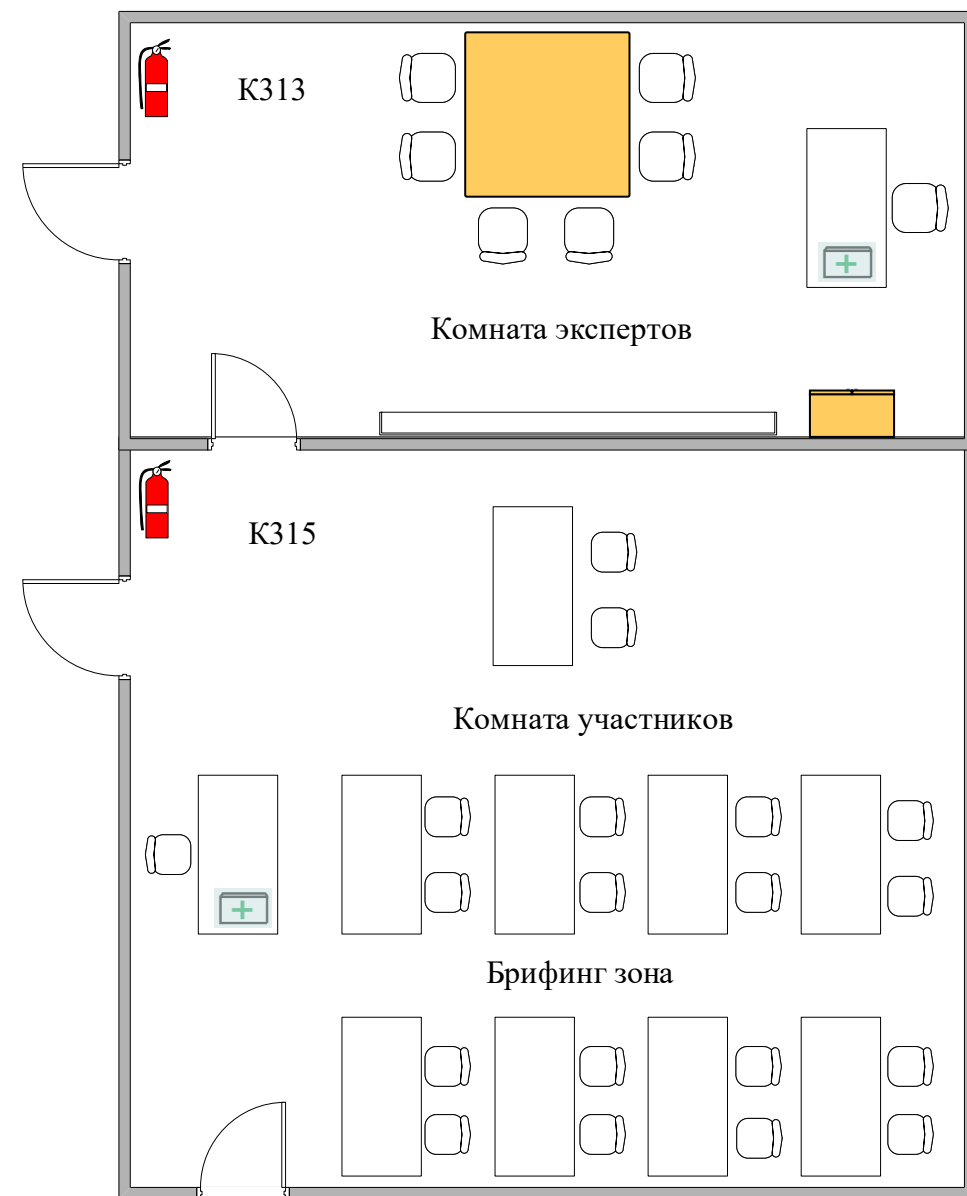 К313
Комната экспертов
К315
Комната участников
Брифинг зона